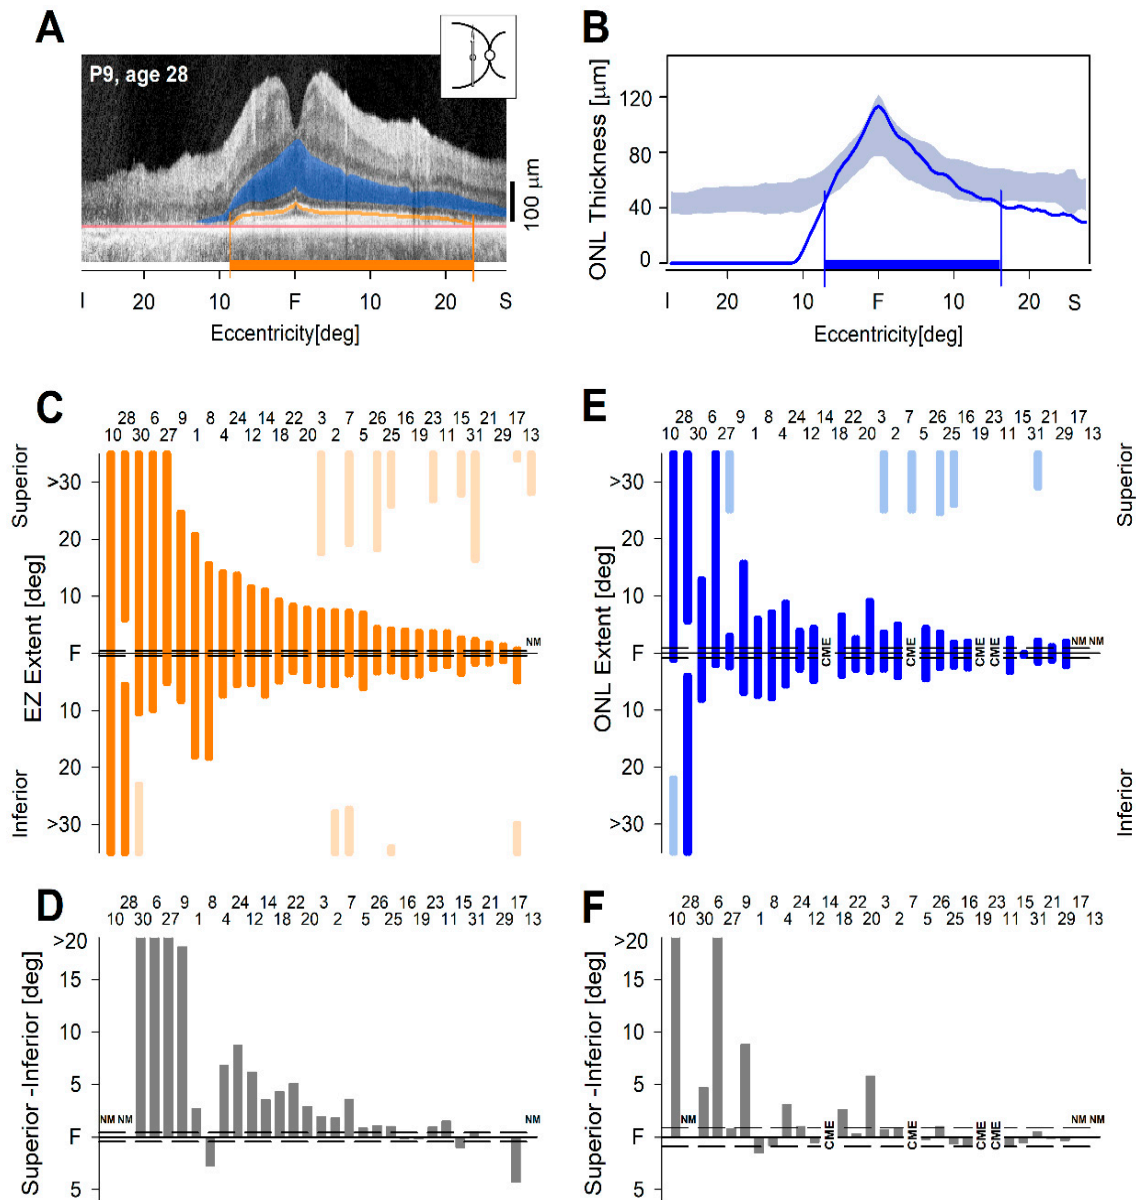 A
P9, age 28
100 µm
I 20 10 F 10 20 S
Eccentricity[deg]
B
ONL Thickness [µm]
120
80
40
0
I 20 10 F 10 20 S
Eccentricity[deg]
C
28 6 9 8 24 14 22 3 7 26 16 23 15 21 17
10 30 27 1 4 12 18 20 2 5 25 19 11 31 29 13
Superior
EZ Extent [deg]
Inferior
>30
20
10
F
10
20
>30
NM
E
28 6 9 8 24 14 22 3 7 26 16 23 15 21 17
10 30 27 1 4 12 18 20 2 5 25 19 11 31 29 13
Superior
ONL Extent [deg]
Inferior
>30
20
10
F
10
20
>30
CME CME CME CME NM NM
D
28 6 9 8 24 14 22 3 7 26 16 23 15 21 17
10 30 27 1 4 12 18 20 2 5 25 19 11 31 29 13
Superior -Inferior [deg]
>20
15
10
5
F
5
NM NM NM
F
28 6 9 8 24 14 22 3 7 26 16 23 15 21 17
10 30 27 1 4 12 18 20 2 5 25 19 11 31 29 13
Superior -Inferior [deg]
>20
15
10
5
F
5
NM CME CME CME CME NM NM